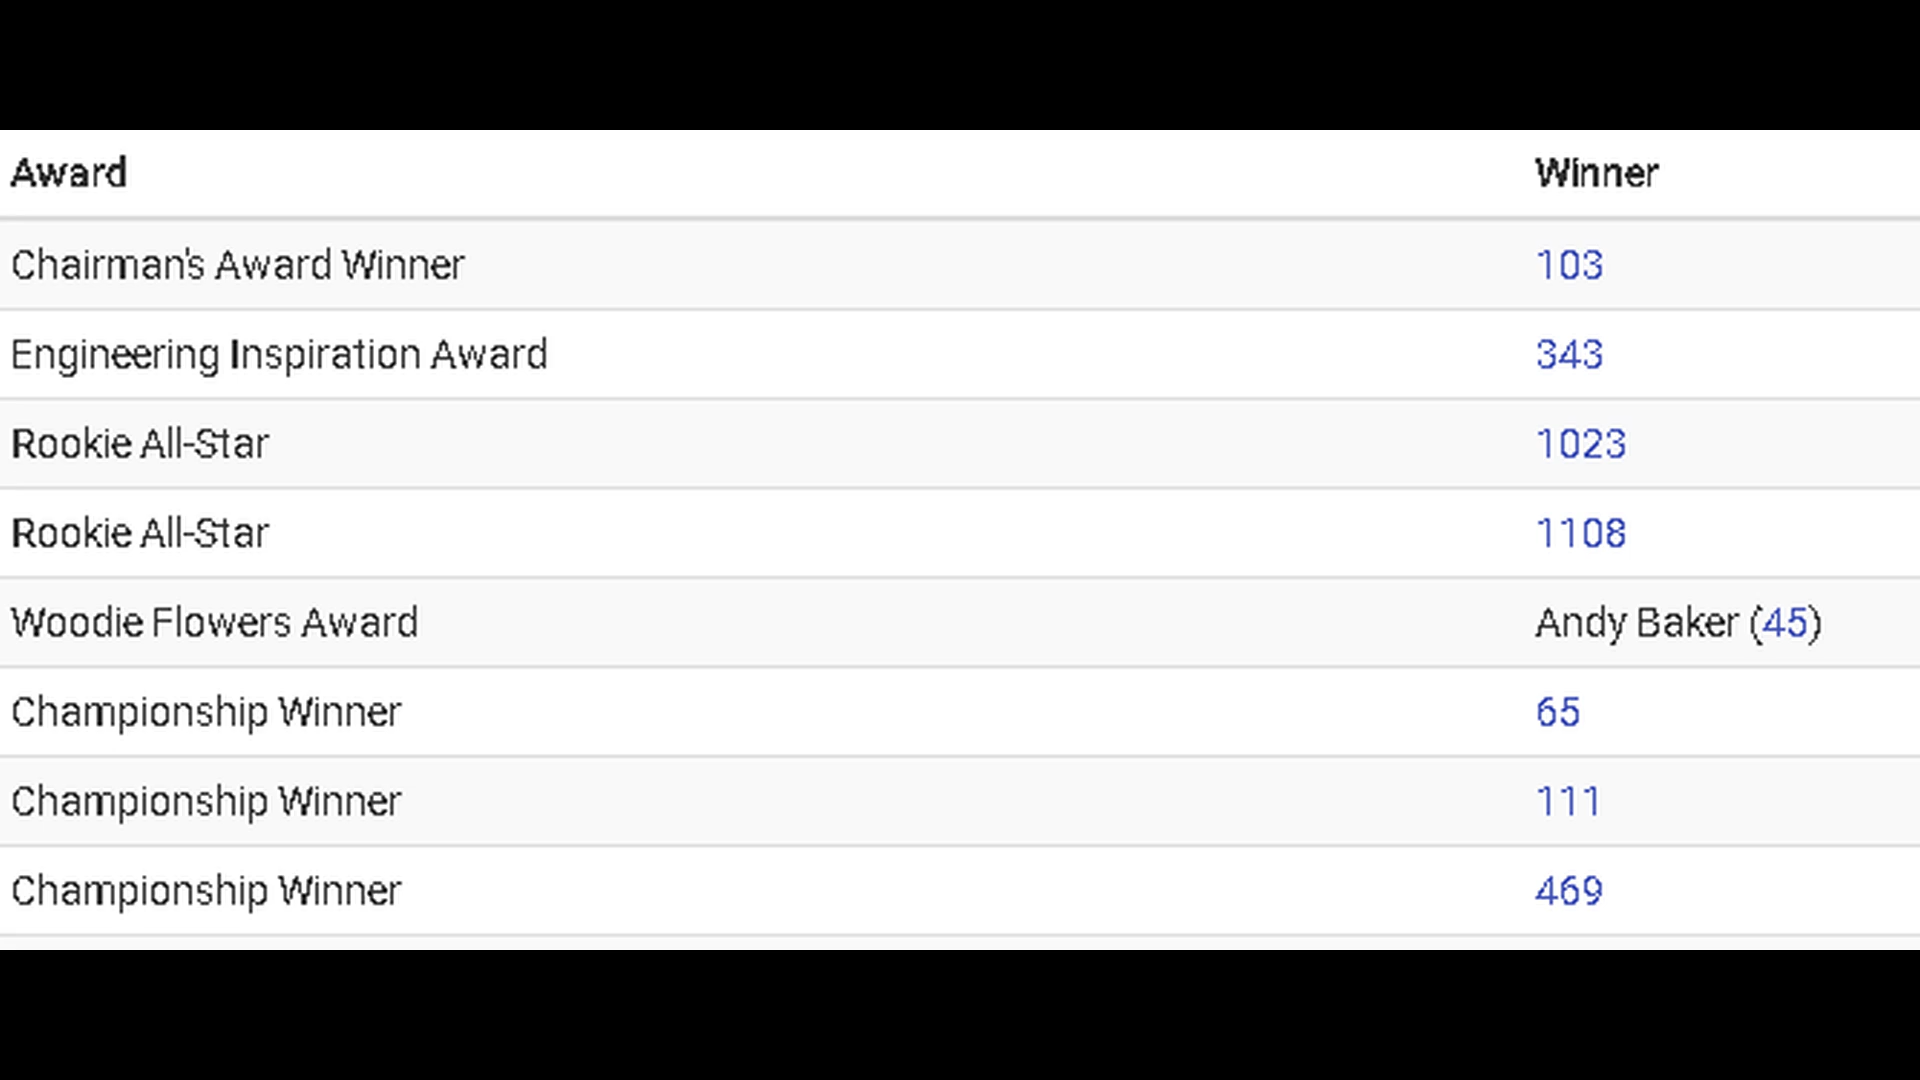 Award Winner
Chairman's Award Winner 103
Engineering Inspiration Award 343
Rookie All-Star 1023
Rookie All-Star 1108
Woodie Flowers Award Andy Baker (45)
Championship Winner 65
Championship Winner 111
Championship Winner 469